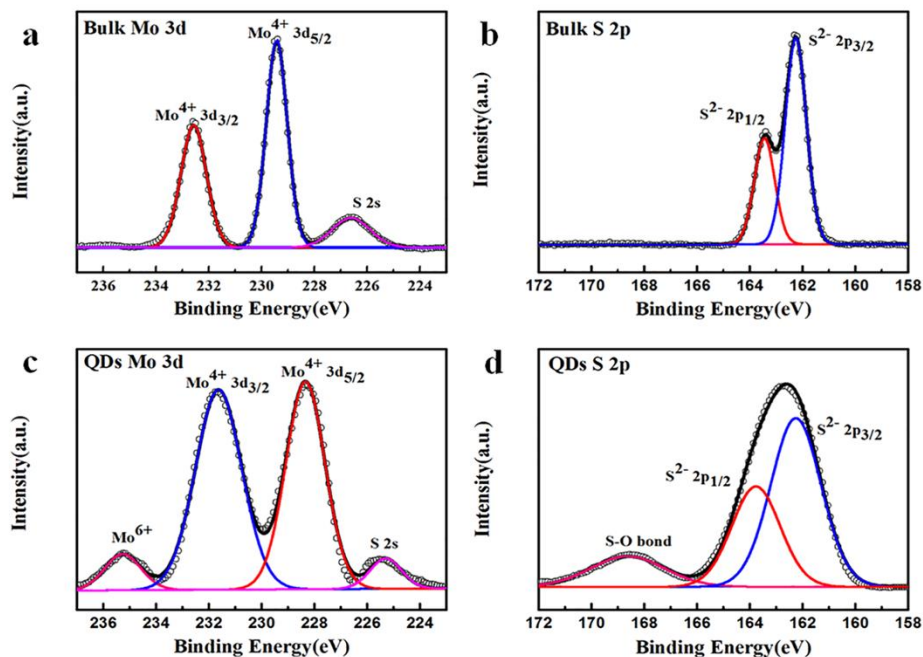 a
Bulk Mo 3d
Mo4+ 3d5/2
Mo4+ 3d3/2
S 2s
Intensity(a.u.)
236 234 232 230 228 226 224
Binding Energy(eV)
b
Bulk S 2p
S2- 2p3/2
S2- 2p1/2
Intensity(a.u.)
172 170 168 166 164 162 160 158
Binding Energy(eV)
c
QDs Mo 3d
Mo4+ 3d3/2
Mo4+ 3d5/2
Mo6+
S 2s
Intensity(a.u.)
236 234 232 230 228 226 224
Binding Energy(eV)
d
QDs S 2p
S2- 2p3/2
S2- 2p1/2
S-O bond
Intensity(a.u.)
172 170 168 166 164 162 160 158
Binding Energy(eV)